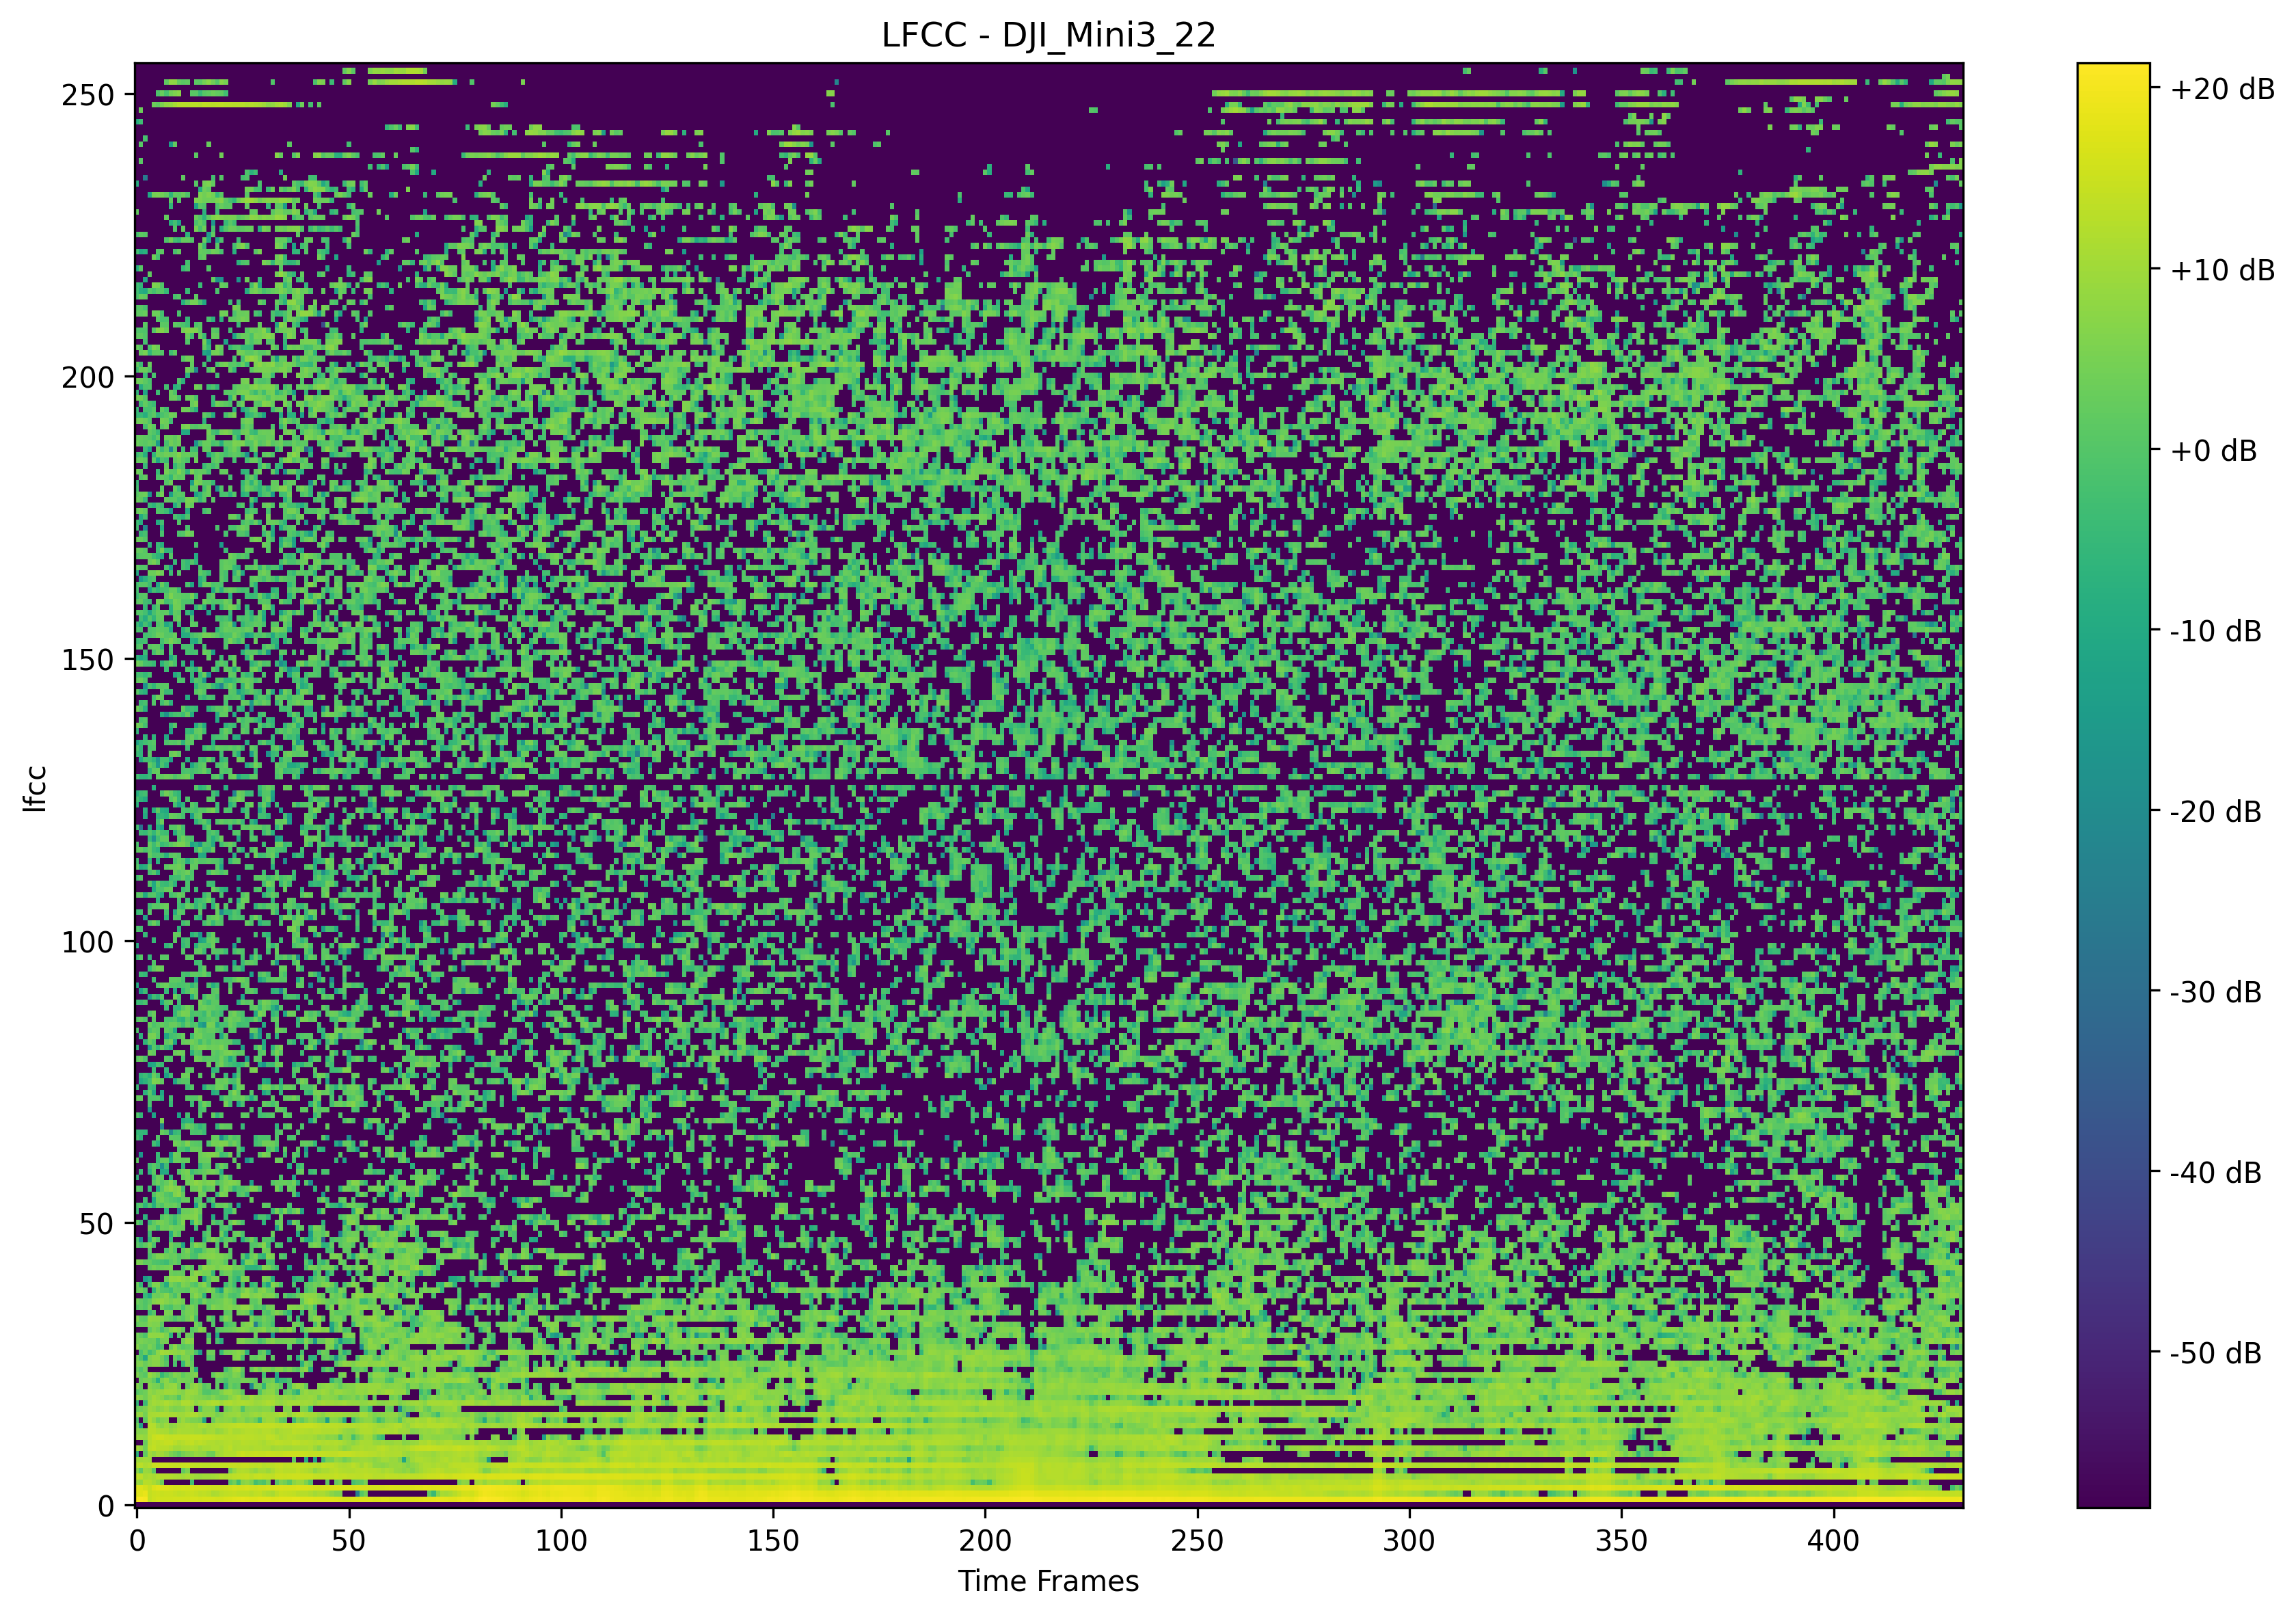 LFCC - DJI_Mini3_22
250
200
150
100
50
0
lfcc
0 50 100 150 200 250 300 350 400
Time Frames
+20 dB
+10 dB
+0 dB
-10 dB
-20 dB
-30 dB
-40 dB
-50 dB